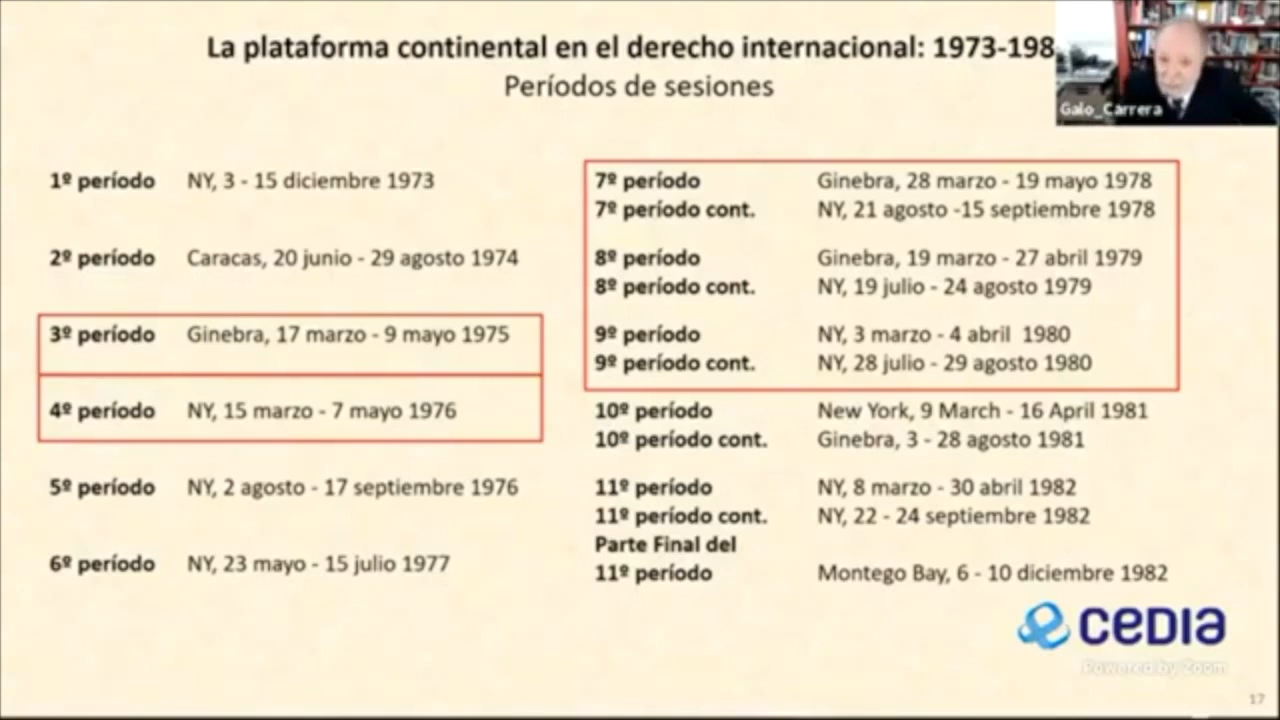 La plataforma continental en el derecho internacional: 1973-198
Períodos de sesiones
Galo_Carrera
1º período NY, 3 - 15 diciembre 1973
2º período Caracas, 20 junio - 29 agosto 1974
3º período Ginebra, 17 marzo - 9 mayo 1975
4º período NY, 15 marzo - 7 mayo 1976
5º período NY, 2 agosto - 17 septiembre 1976
6º período NY, 23 mayo - 15 julio 1977
7º período Ginebra, 28 marzo - 19 mayo 1978
7º período cont. NY, 21 agosto -15 septiembre 1978
8º período Ginebra, 19 marzo - 27 abril 1979
8º período cont. NY, 19 julio - 24 agosto 1979
9º período NY, 3 marzo - 4 abril 1980
9º período cont. NY, 28 julio - 29 agosto 1980
10º período New York, 9 March - 16 April 1981
10º período cont. Ginebra, 3 - 28 agosto 1981
11º período NY, 8 marzo - 30 abril 1982
11º período cont. NY, 22 - 24 septiembre 1982
Parte Final del
11º período Montego Bay, 6 - 10 diciembre 1982
cedia
Powered by Zoom
17